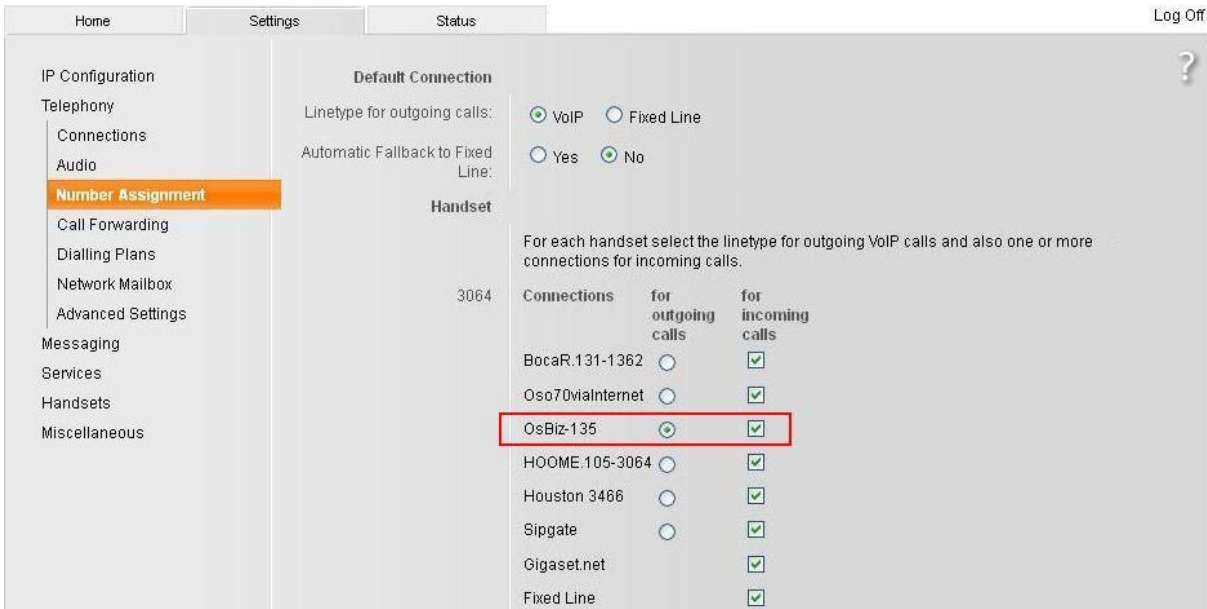 Home
Settings
Status
Log Off
?
IP Configuration
Telephony
Connections
Audio
Number Assignment
Call Forwarding
Dialling Plans
Network Mailbox
Advanced Settings
Messaging
Services
Handsets
Miscellaneous
Default Connection
Linetype for outgoing calls:
VoIP
Fixed Line
Automatic Fallback to Fixed
Line:
Yes
No
Handset
For each handset select the linetype for outgoing VoIP calls and also one or more
connections for incoming calls.
3064
Connections
for
outgoing
calls
for
incoming
calls
BocaR.131-1362
Oso70viaInternet
OsBiz-135
HOOME.105-3064
Houston 3466
Sipgate
Gigaset.net
Fixed Line